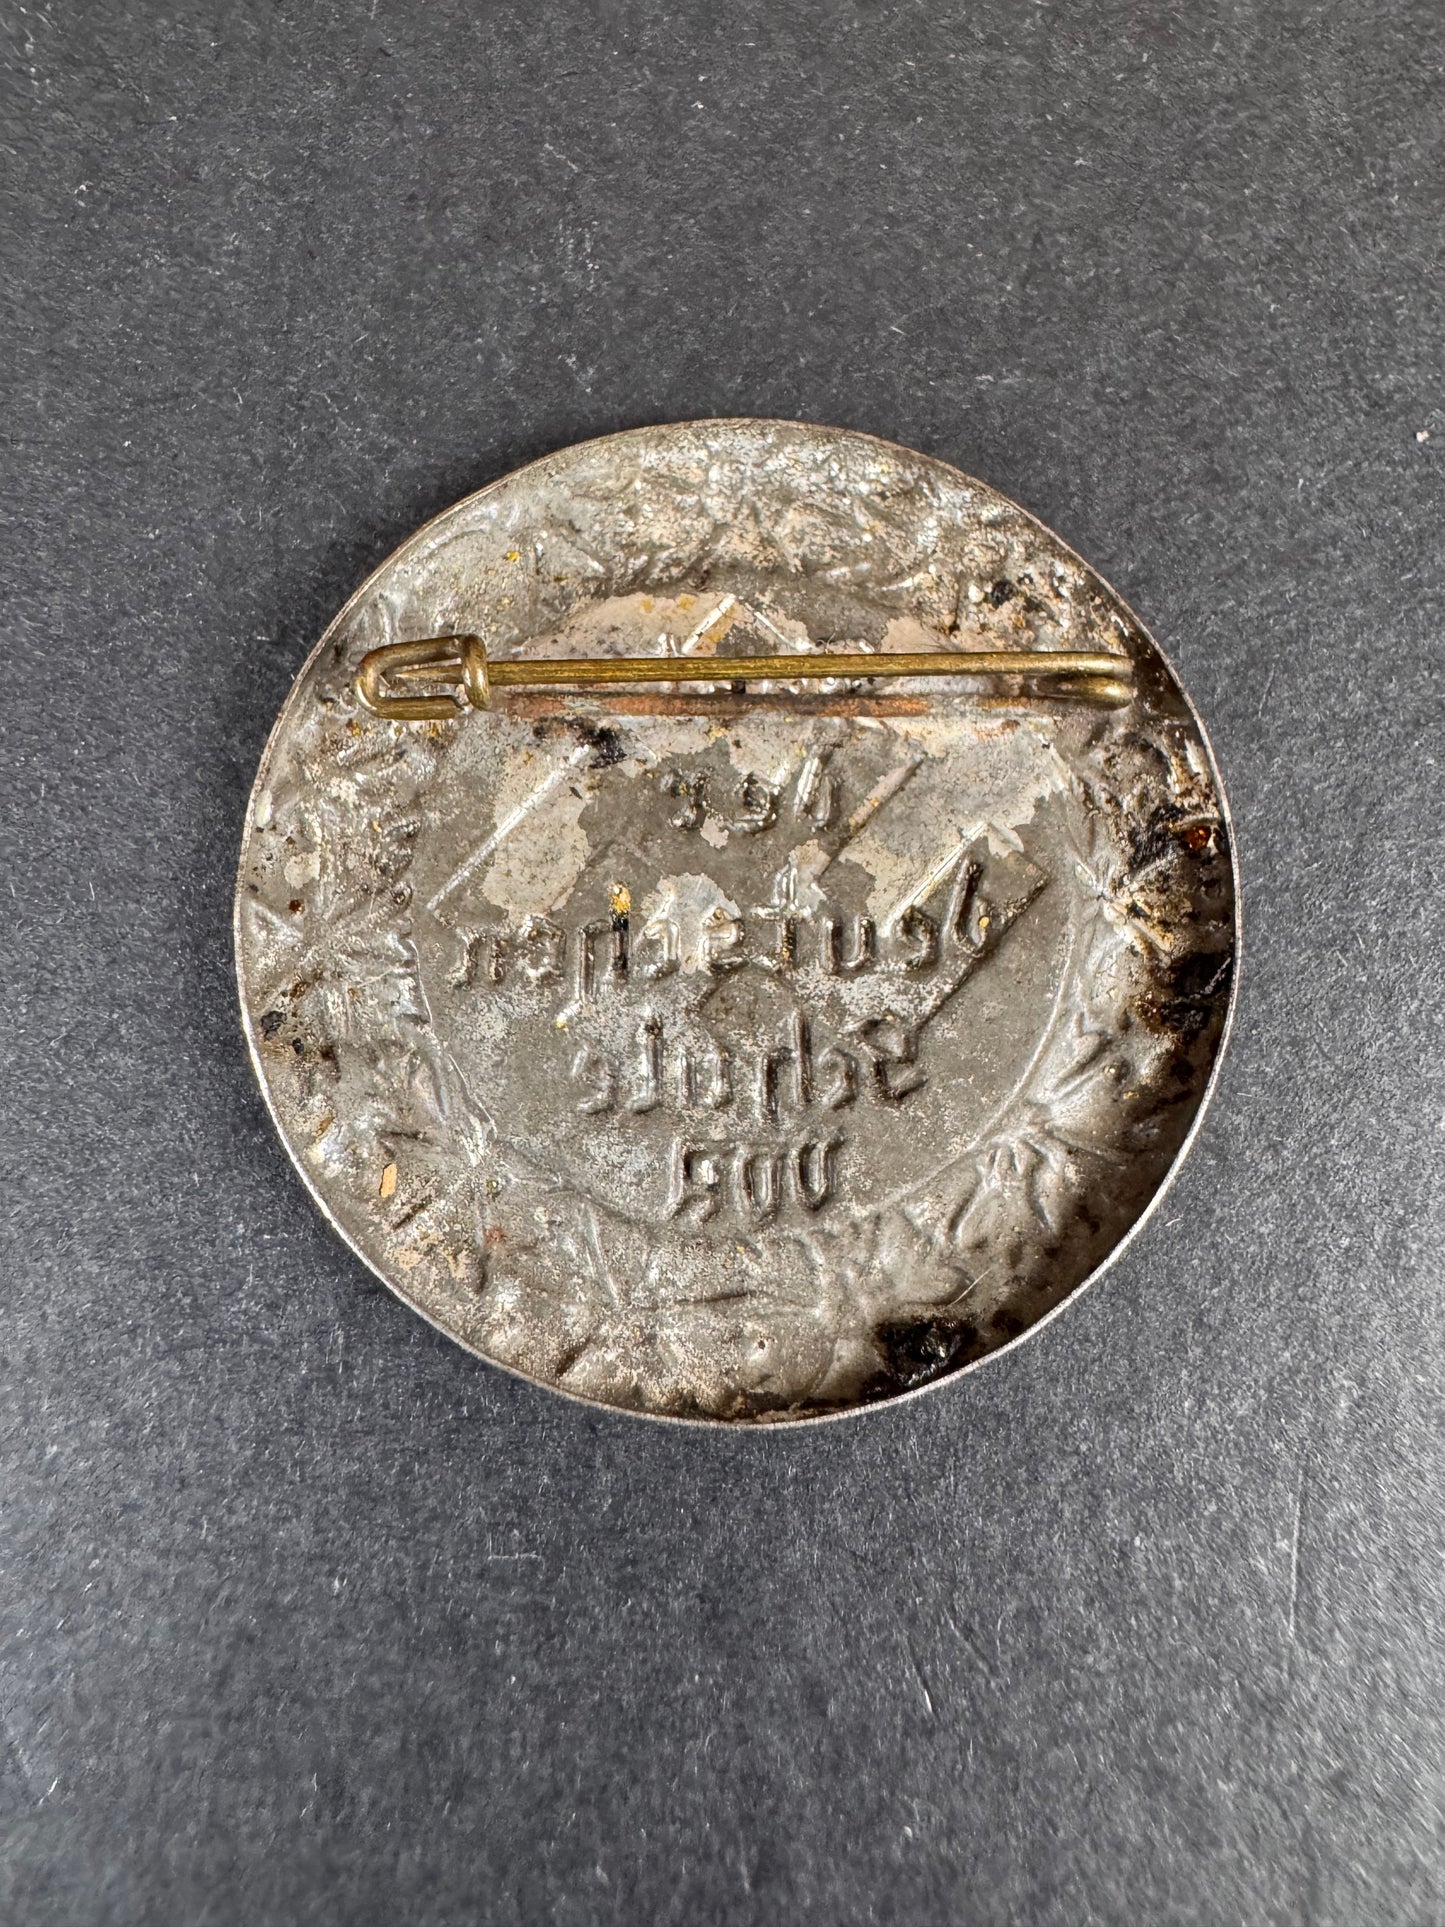 der
deutschen
Schule
VDA